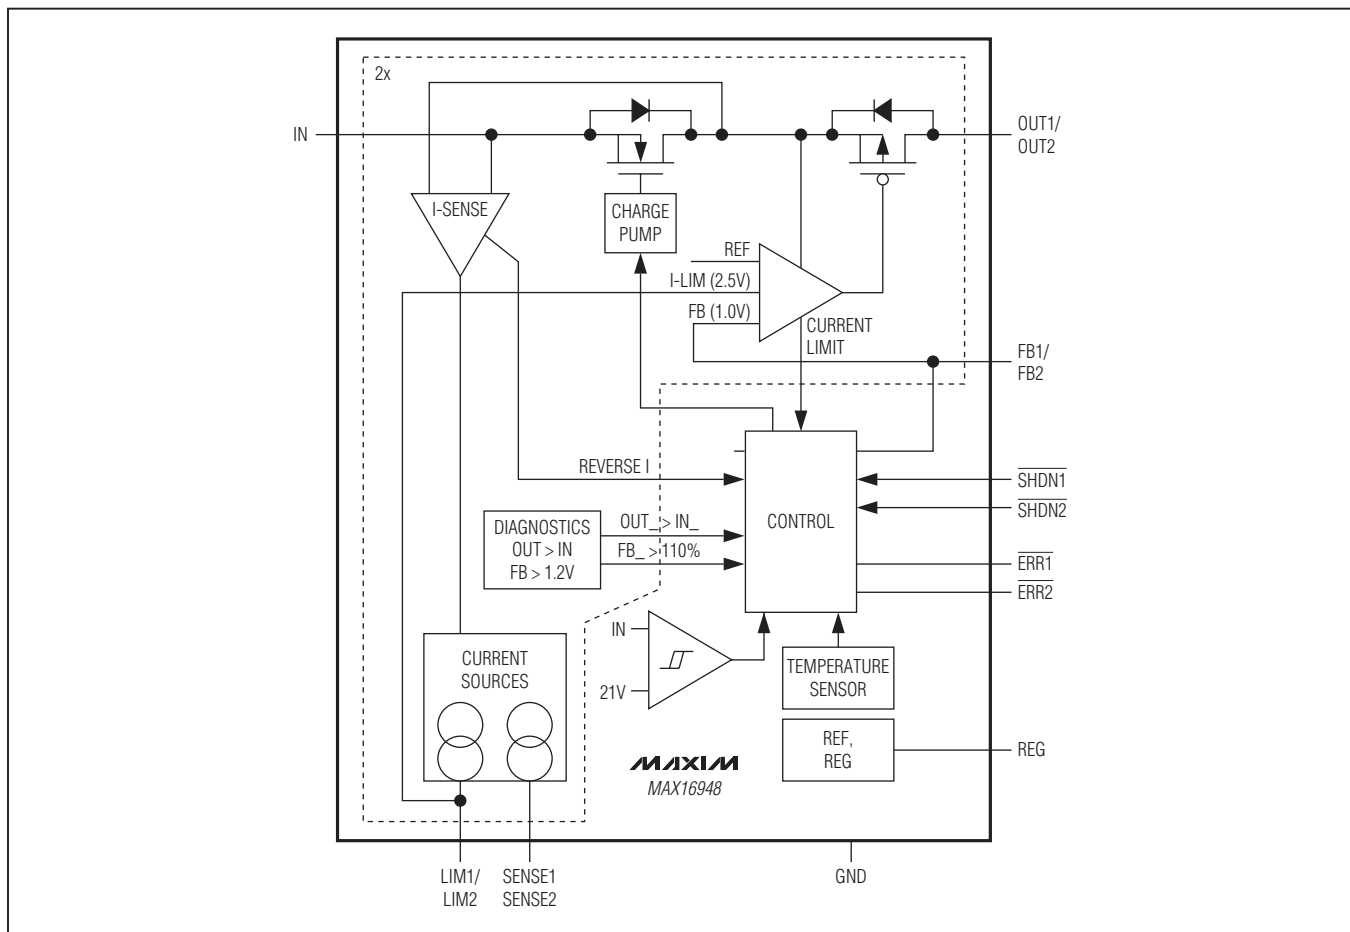 2x
IN
OUT1/
OUT2
I-SENSE
CHARGE
PUMP
REF
I-LIM (2.5V)
FB (1.0V)
CURRENT
LIMIT
FB1/
FB2
REVERSE I
SHDN1
SHDN2
CONTROL
DIAGNOSTICS
OUT > IN
FB > 1.2V
OUT_ > IN_
FB_ > 110%
ERR1
ERR2
IN
21V
CURRENT
SOURCES
TEMPERATURE
SENSOR
REF,
REG
REG
MAXIM
MAX16948
LIM1/
LIM2
SENSE1
SENSE2
GND